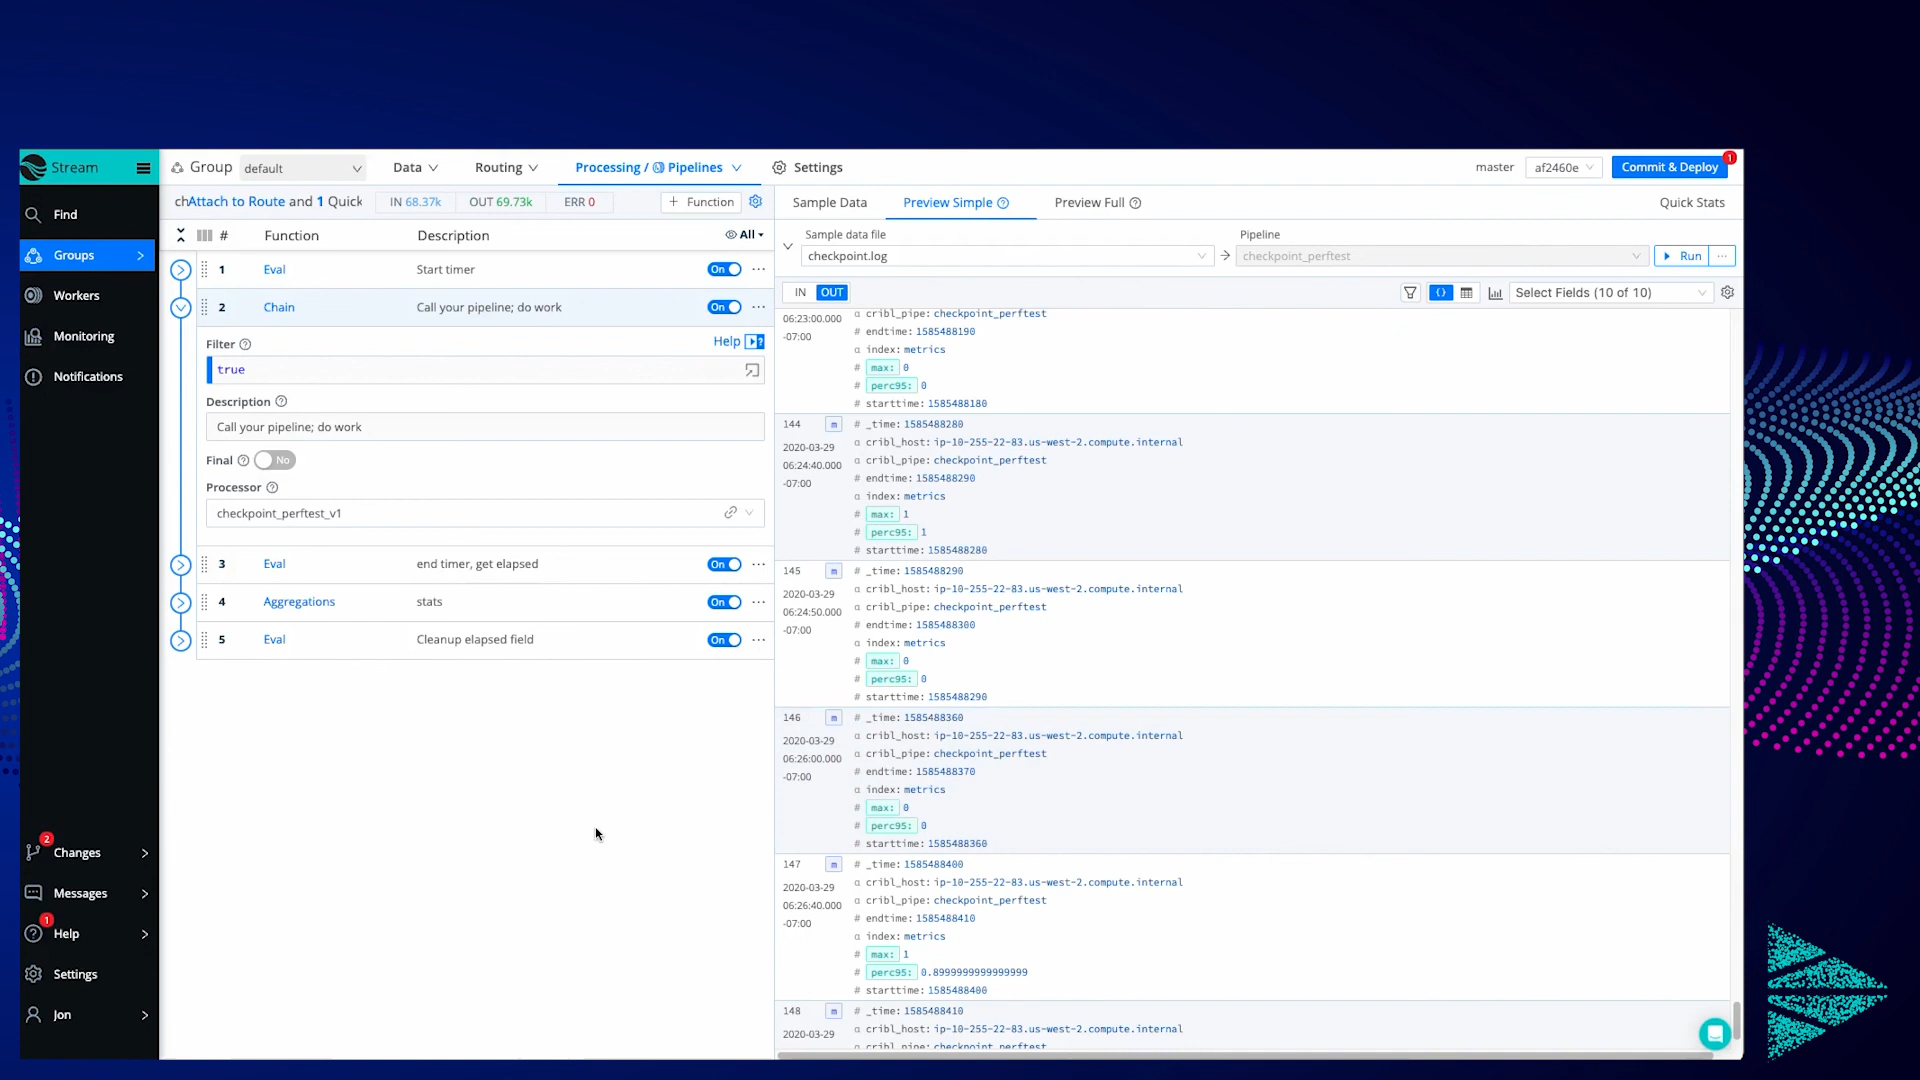 Stream
Group
default
Data
Routing
Processing / Pipelines
Settings
master
af2460e
Commit & Deploy
1
chAttach to Route and 1 Quick
IN 68.37k
OUT 69.73k
ERR 0
+ Function
Sample Data
Preview Simple
Preview Full
Quick Stats
Find
Groups
Workers
Monitoring
Notifications
2
Changes
Messages
1
Help
Settings
Jon
# Function Description All
1 Eval Start timer On
2 Chain Call your pipeline; do work On
Filter
Help
true
Description
Call your pipeline; do work
Final No
Processor
checkpoint_perftest_v1
3 Eval end timer, get elapsed On
4 Aggregations stats On
5 Eval Cleanup elapsed field On
Sample data file
checkpoint.log
Pipeline
checkpoint_perftest
Run
IN OUT
Select Fields (10 of 10)
06:23:00.000
-07:00
α cribl_pipe: checkpoint_perftest
# endtime: 1585488190
α index: metrics
# max: 0
# perc95: 0
# starttime: 1585488180
144 m
2020-03-29
06:24:40.000
-07:00
# _time: 1585488280
α cribl_host: ip-10-255-22-83.us-west-2.compute.internal
α cribl_pipe: checkpoint_perftest
# endtime: 1585488290
α index: metrics
# max: 1
# perc95: 1
# starttime: 1585488280
145 m
2020-03-29
06:24:50.000
-07:00
# _time: 1585488290
α cribl_host: ip-10-255-22-83.us-west-2.compute.internal
α cribl_pipe: checkpoint_perftest
# endtime: 1585488300
α index: metrics
# max: 0
# perc95: 0
# starttime: 1585488290
146 m
2020-03-29
06:26:00.000
-07:00
# _time: 1585488360
α cribl_host: ip-10-255-22-83.us-west-2.compute.internal
α cribl_pipe: checkpoint_perftest
# endtime: 1585488370
α index: metrics
# max: 0
# perc95: 0
# starttime: 1585488360
147 m
2020-03-29
06:26:40.000
-07:00
# _time: 1585488400
α cribl_host: ip-10-255-22-83.us-west-2.compute.internal
α cribl_pipe: checkpoint_perftest
# endtime: 1585488410
α index: metrics
# max: 1
# perc95: 0.8999999999999999
# starttime: 1585488400
148 m
2020-03-29
# _time: 1585488410
α cribl_host: ip-10-255-22-83.us-west-2.compute.internal
α cribl_pipe: checkpoint_perftest